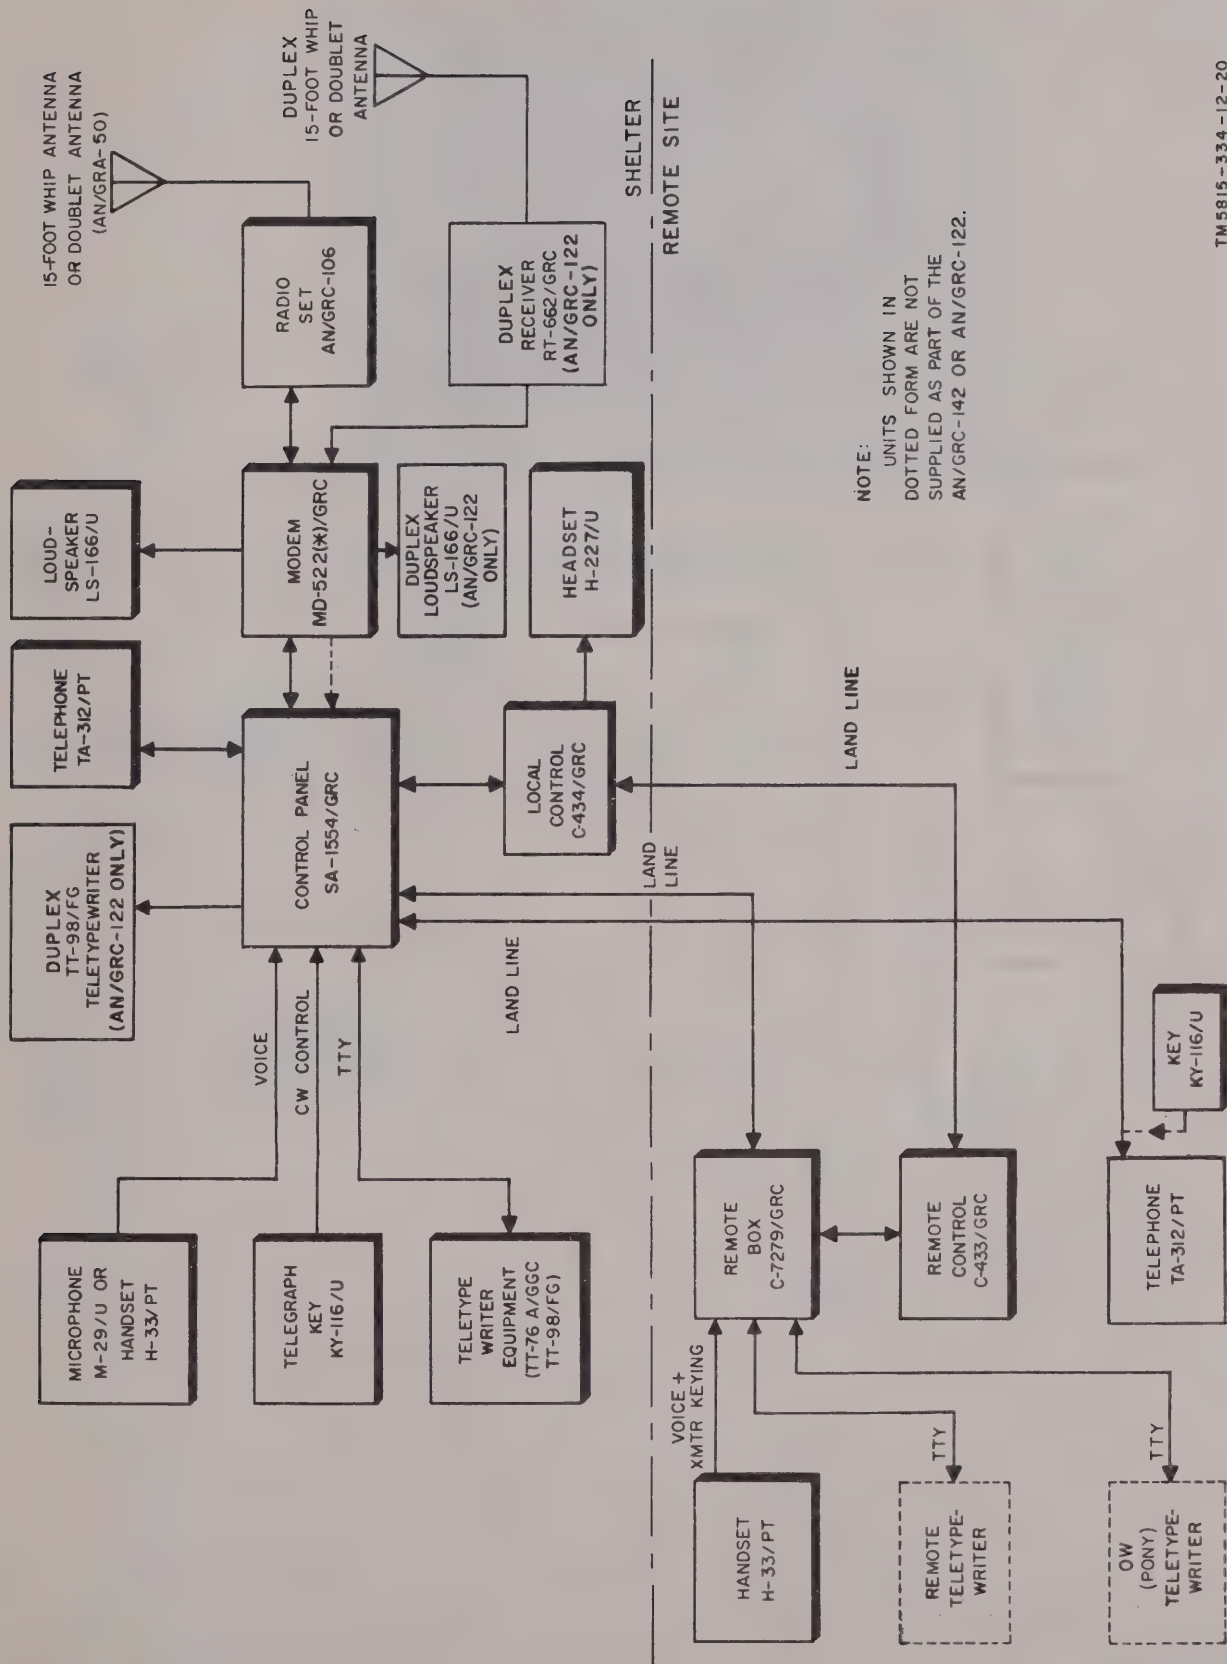 15-FOOT WHIP ANTENNA
OR DOUBLET ANTENNA
(AN/GRA-50)
DUPLEX
15-FOOT WHIP
OR DOUBLET
ANTENNA
DUPLEX
TT-98/FG
TELETYPEWRITER
(AN/GRC-122 ONLY)
TELEPHONE
TA-312/PT
LOUD-
SPEAKER
LS-166/U
MICROPHONE
M-29/U OR
HANDSET
H-33/PT
VOICE
TELEGRAPH
KEY
KY-116/U
CW CONTROL
TELETYPE
WRITER
EQUIPMENT
(TT-76 A/GGC
TT-98/FG)
TTY
CONTROL PANEL
SA-1554/GRC
MODEM
MD-522(*)/GRC
RADIO
SET
AN/GRC-106
DUPLEX
LOUDSPEAKER
LS-166/U
(AN/GRC-122
ONLY)
DUPLEX
RECEIVER
RT-662/GRC
(AN/GRC-122
ONLY)
LOCAL
CONTROL
C-434/GRC
HEADSET
H-227/U
LAND LINE
LAND
LINE
SHELTER
REMOTE SITE
HANDSET
H-33/PT
VOICE +
XMTR KEYING
REMOTE
BOX
C-7279/GRC
REMOTE
TELETYPE-
WRITER
TTY
REMOTE
CONTROL
C-433/GRC
LAND LINE
OW
(PONY)
TELETYPE-
WRITER
TTY
TELEPHONE
TA-312/PT
KEY
KY-116/U
NOTE:
UNITS SHOWN IN
DOTTED FORM ARE NOT
SUPPLIED AS PART OF THE
AN/GRC-142 OR AN/GRC-122.
TM5815-334-12-20